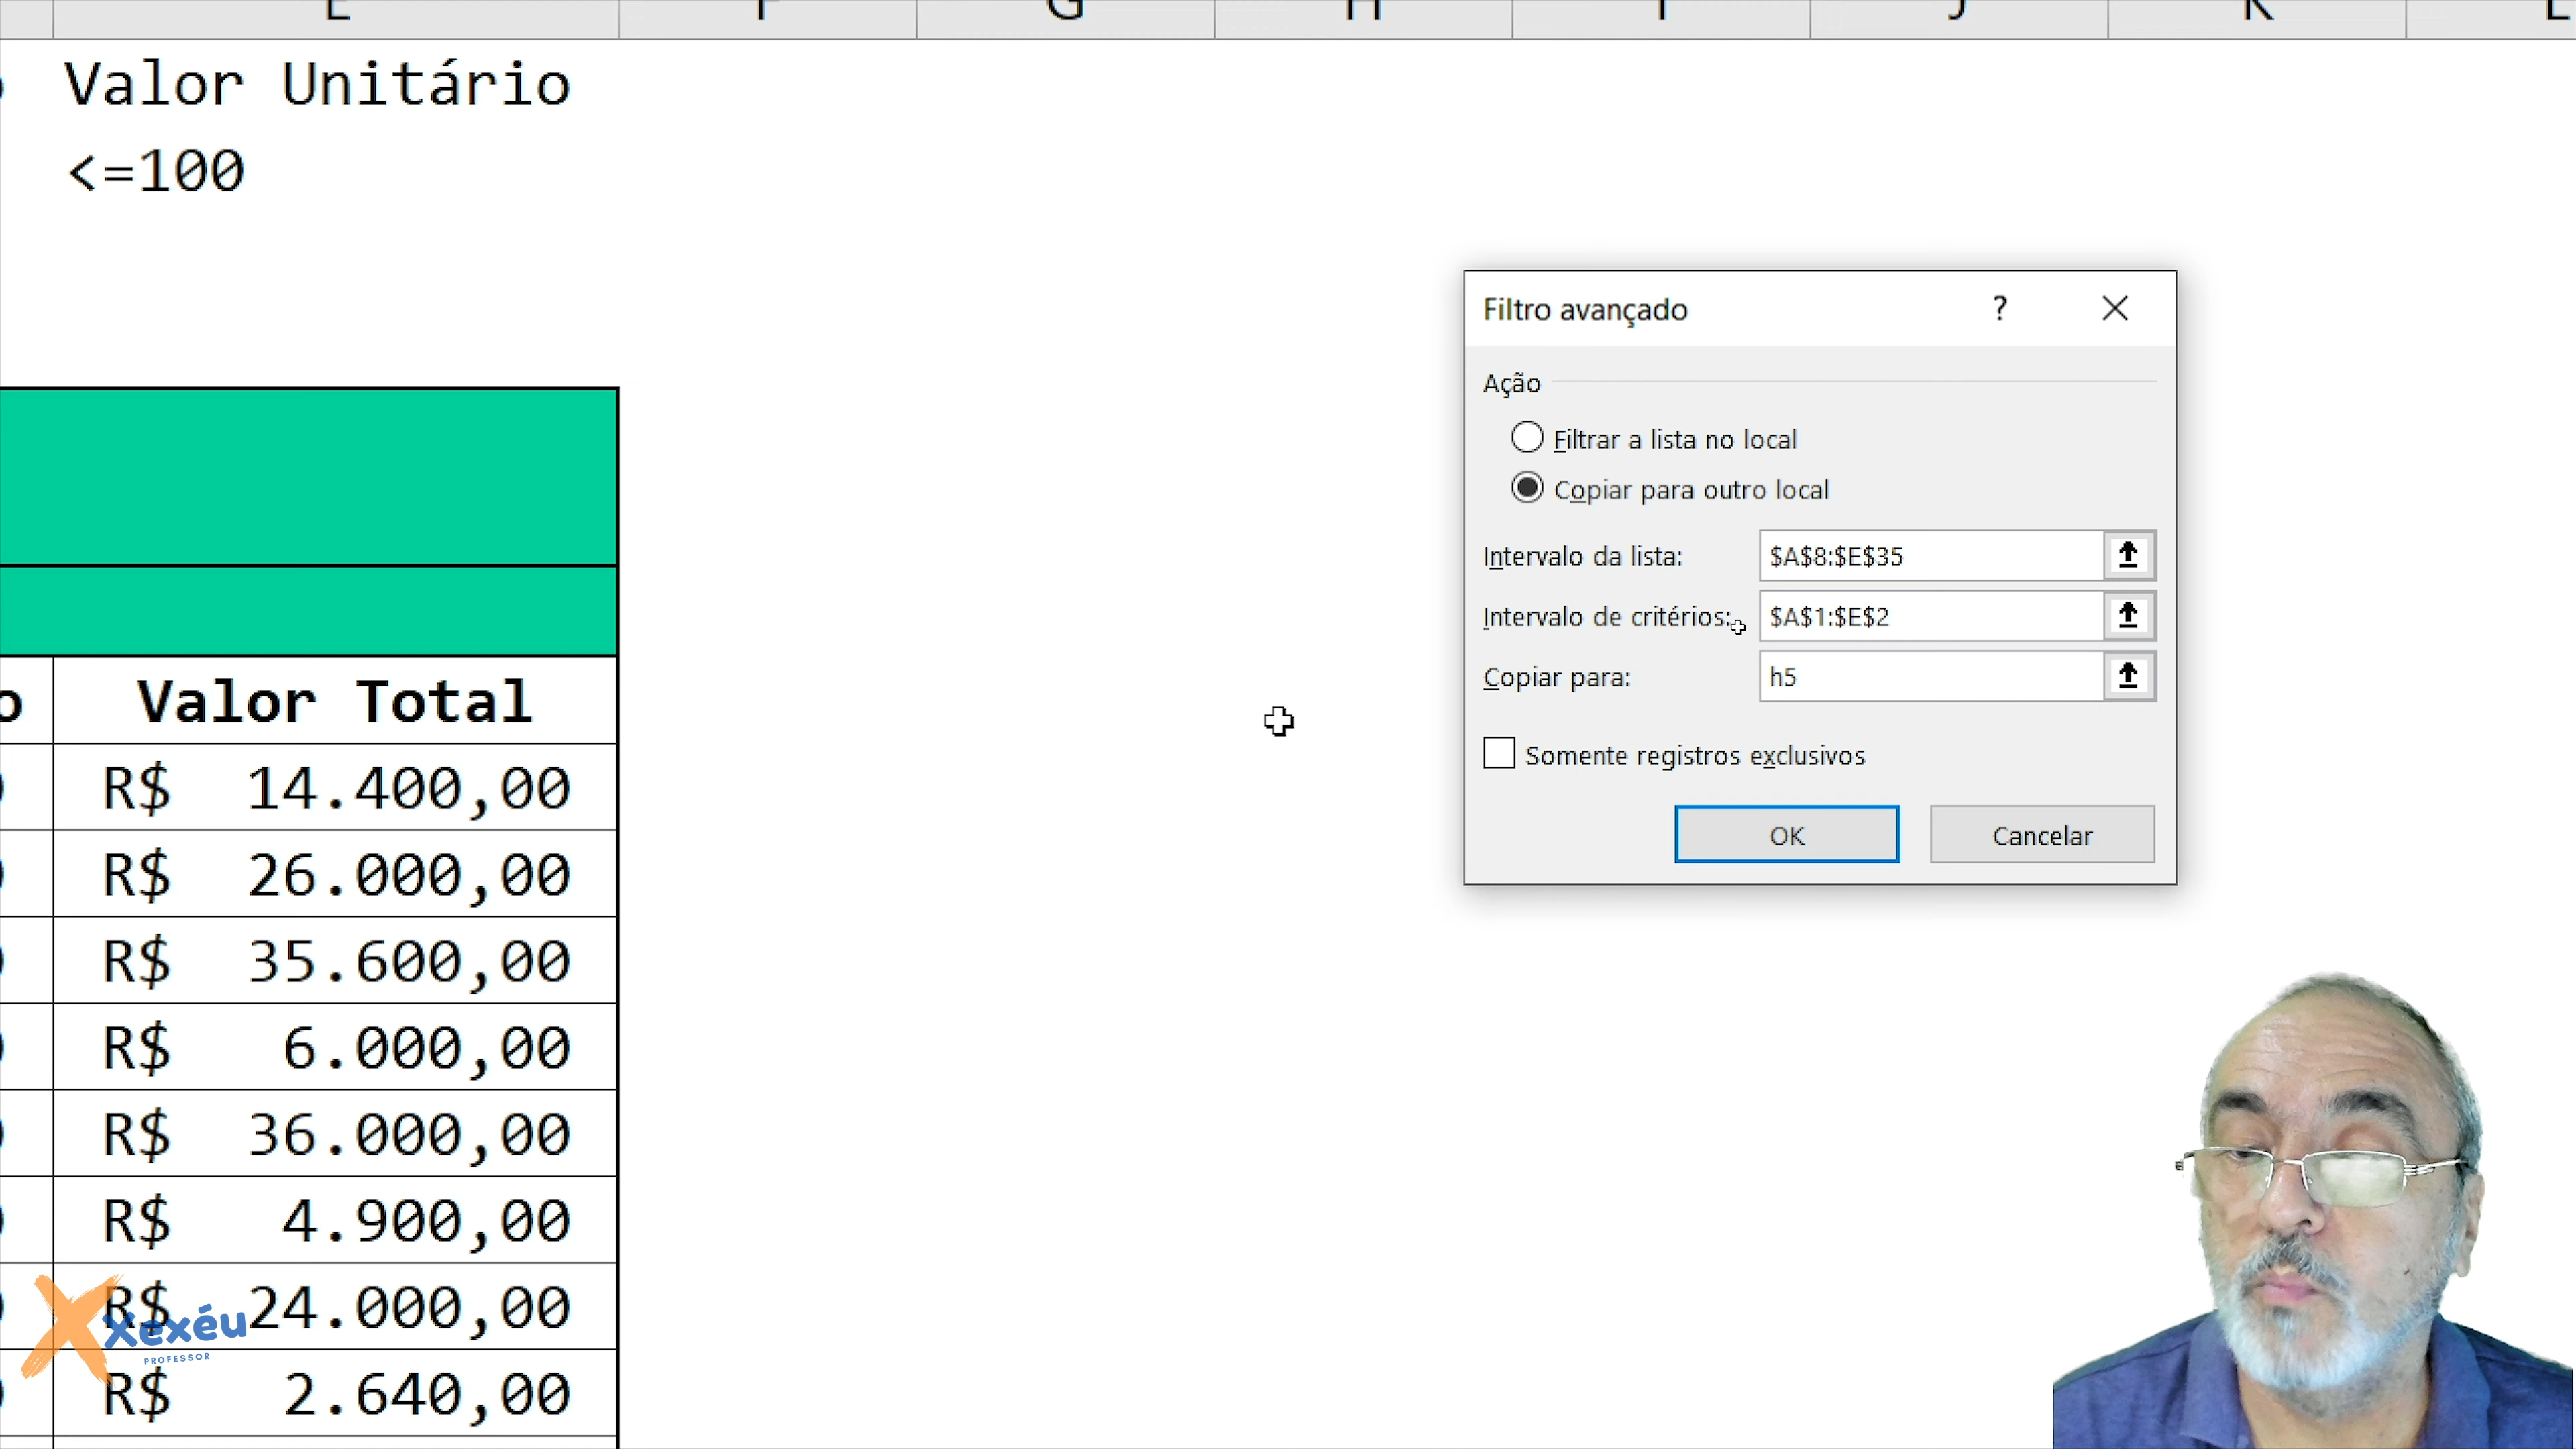 E F G H I J K L
Valor Unitário
<=100
Filtro avançado ?
Ação
Filtrar a lista no local
Copiar para outro local
Intervalo da lista: $A$8:$E$35
Intervalo de critérios: $A$1:$E$2
Copiar para: h5
Somente registros exclusivos
OK Cancelar
o Valor Total
R$ 14.400,00
R$ 26.000,00
R$ 35.600,00
R$ 6.000,00
R$ 36.000,00
R$ 4.900,00
R$ 24.000,00
R$ 2.640,00
Xexéu
PROFESSOR